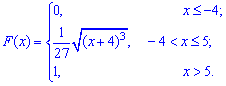 F(x) = { 0, x ≤ -4;
1/27 √(x+4)³, -4 < x ≤ 5;
1, x > 5.